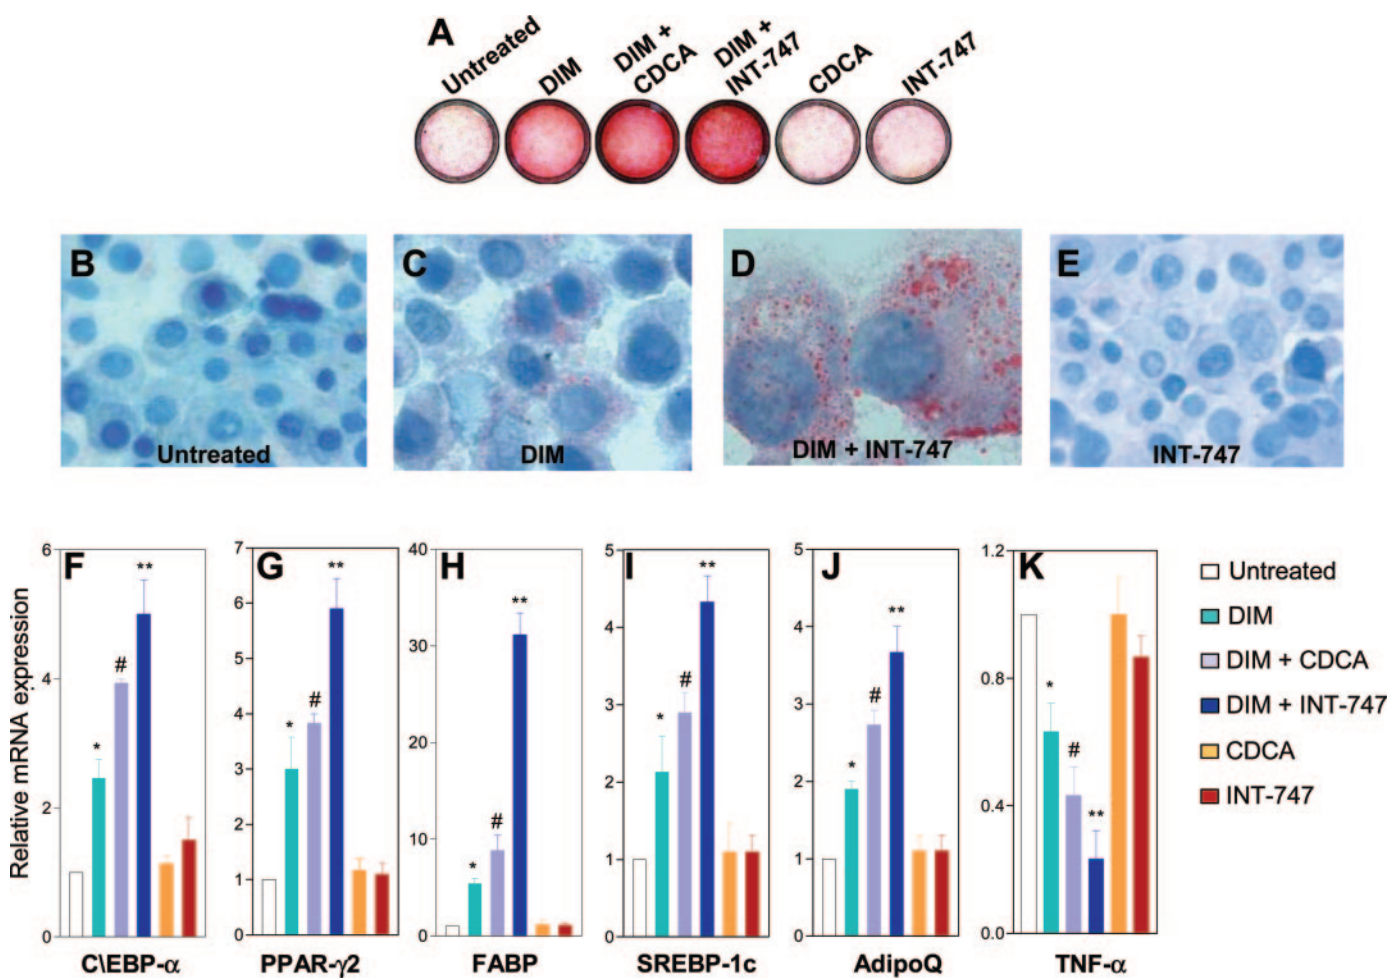 A
Untreated
DIM
DIM +
CDCA
DIM +
INT-747
CDCA
INT-747
B
Untreated
C
DIM
D
DIM + INT-747
E
INT-747
Relative mRNA expression
F
6
4
2
0
*
#
**
C\EBP-α
G
7
6
5
4
3
2
1
0
*
#
**
PPAR-γ2
H
40
30
20
10
0
*
#
**
FABP
I
5
4
3
2
1
0
*
#
**
SREBP-1c
J
5
4
3
2
1
0
*
#
**
AdipoQ
K
1.2
0.8
0.4
0.0
*
#
**
TNF-α
Untreated
DIM
DIM + CDCA
DIM + INT-747
CDCA
INT-747